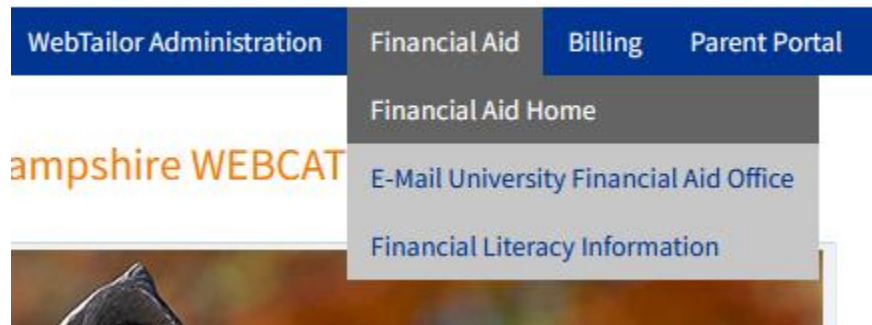 WebTailor Administration Financial Aid Billing Parent Portal
Financial Aid Home
ampshire WEBCAT
E-Mail University Financial Aid Office
Financial Literacy Information